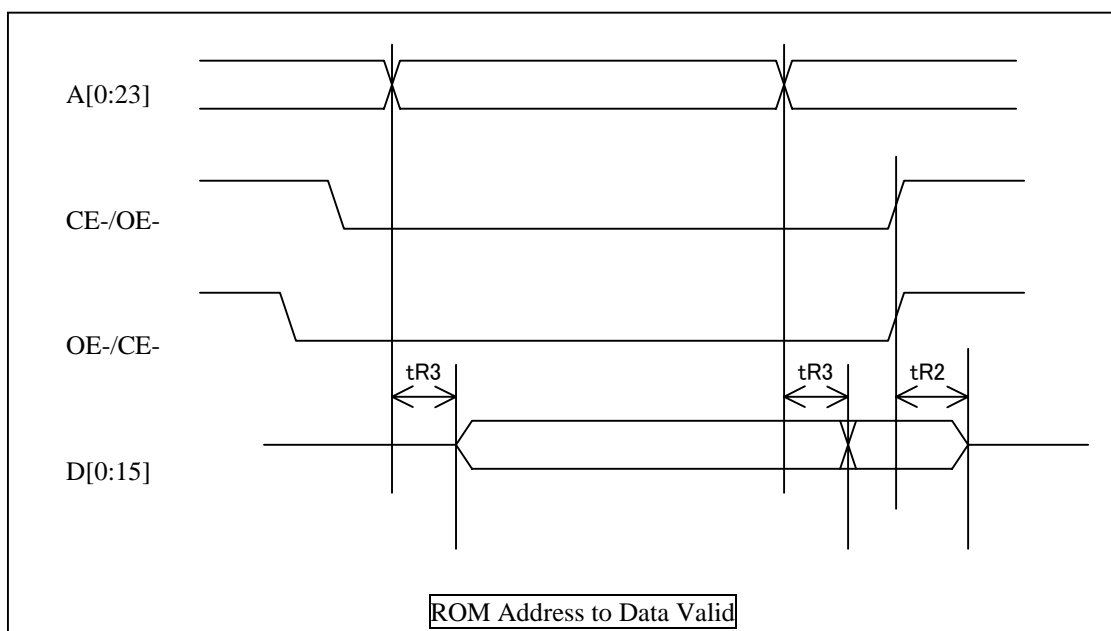 A[0:23]
CE-/OE-
OE-/CE-
tR3 tR3 tR2
D[0:15]
ROM Address to Data Valid